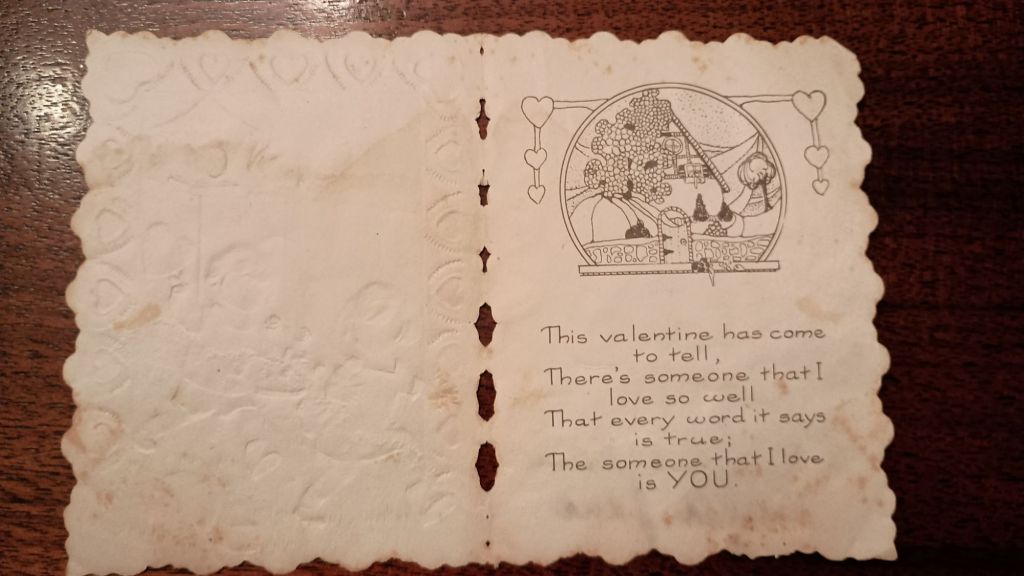 This valentine has come
to tell,
There's someone that I
love so well
That every word it says
is true;
The someone that I love
is YOU.